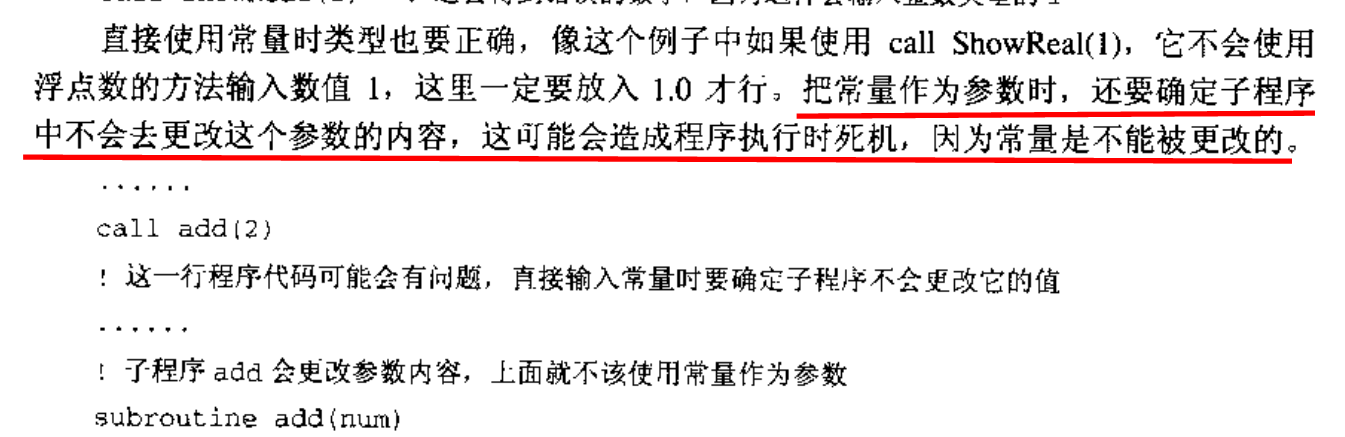 直接使用常量时类型也要正确，像这个例子中如果使用 call ShowReal(1)，它不会使用
浮点数的方法输入数值 1，这里一定要放入 1.0 才行。把常量作为参数时，还要确定子程序
中不会去更改这个参数的内容，这可能会造成程序执行时死机，因为常量是不能被更改的。
......
call add(2)
! 这一行程序代码可能会有问题，直接输入常量时要确定子程序不会更改它的值
......
! 子程序 add 会更改参数内容，上面就不该使用常量作为参数
subroutine add(num)